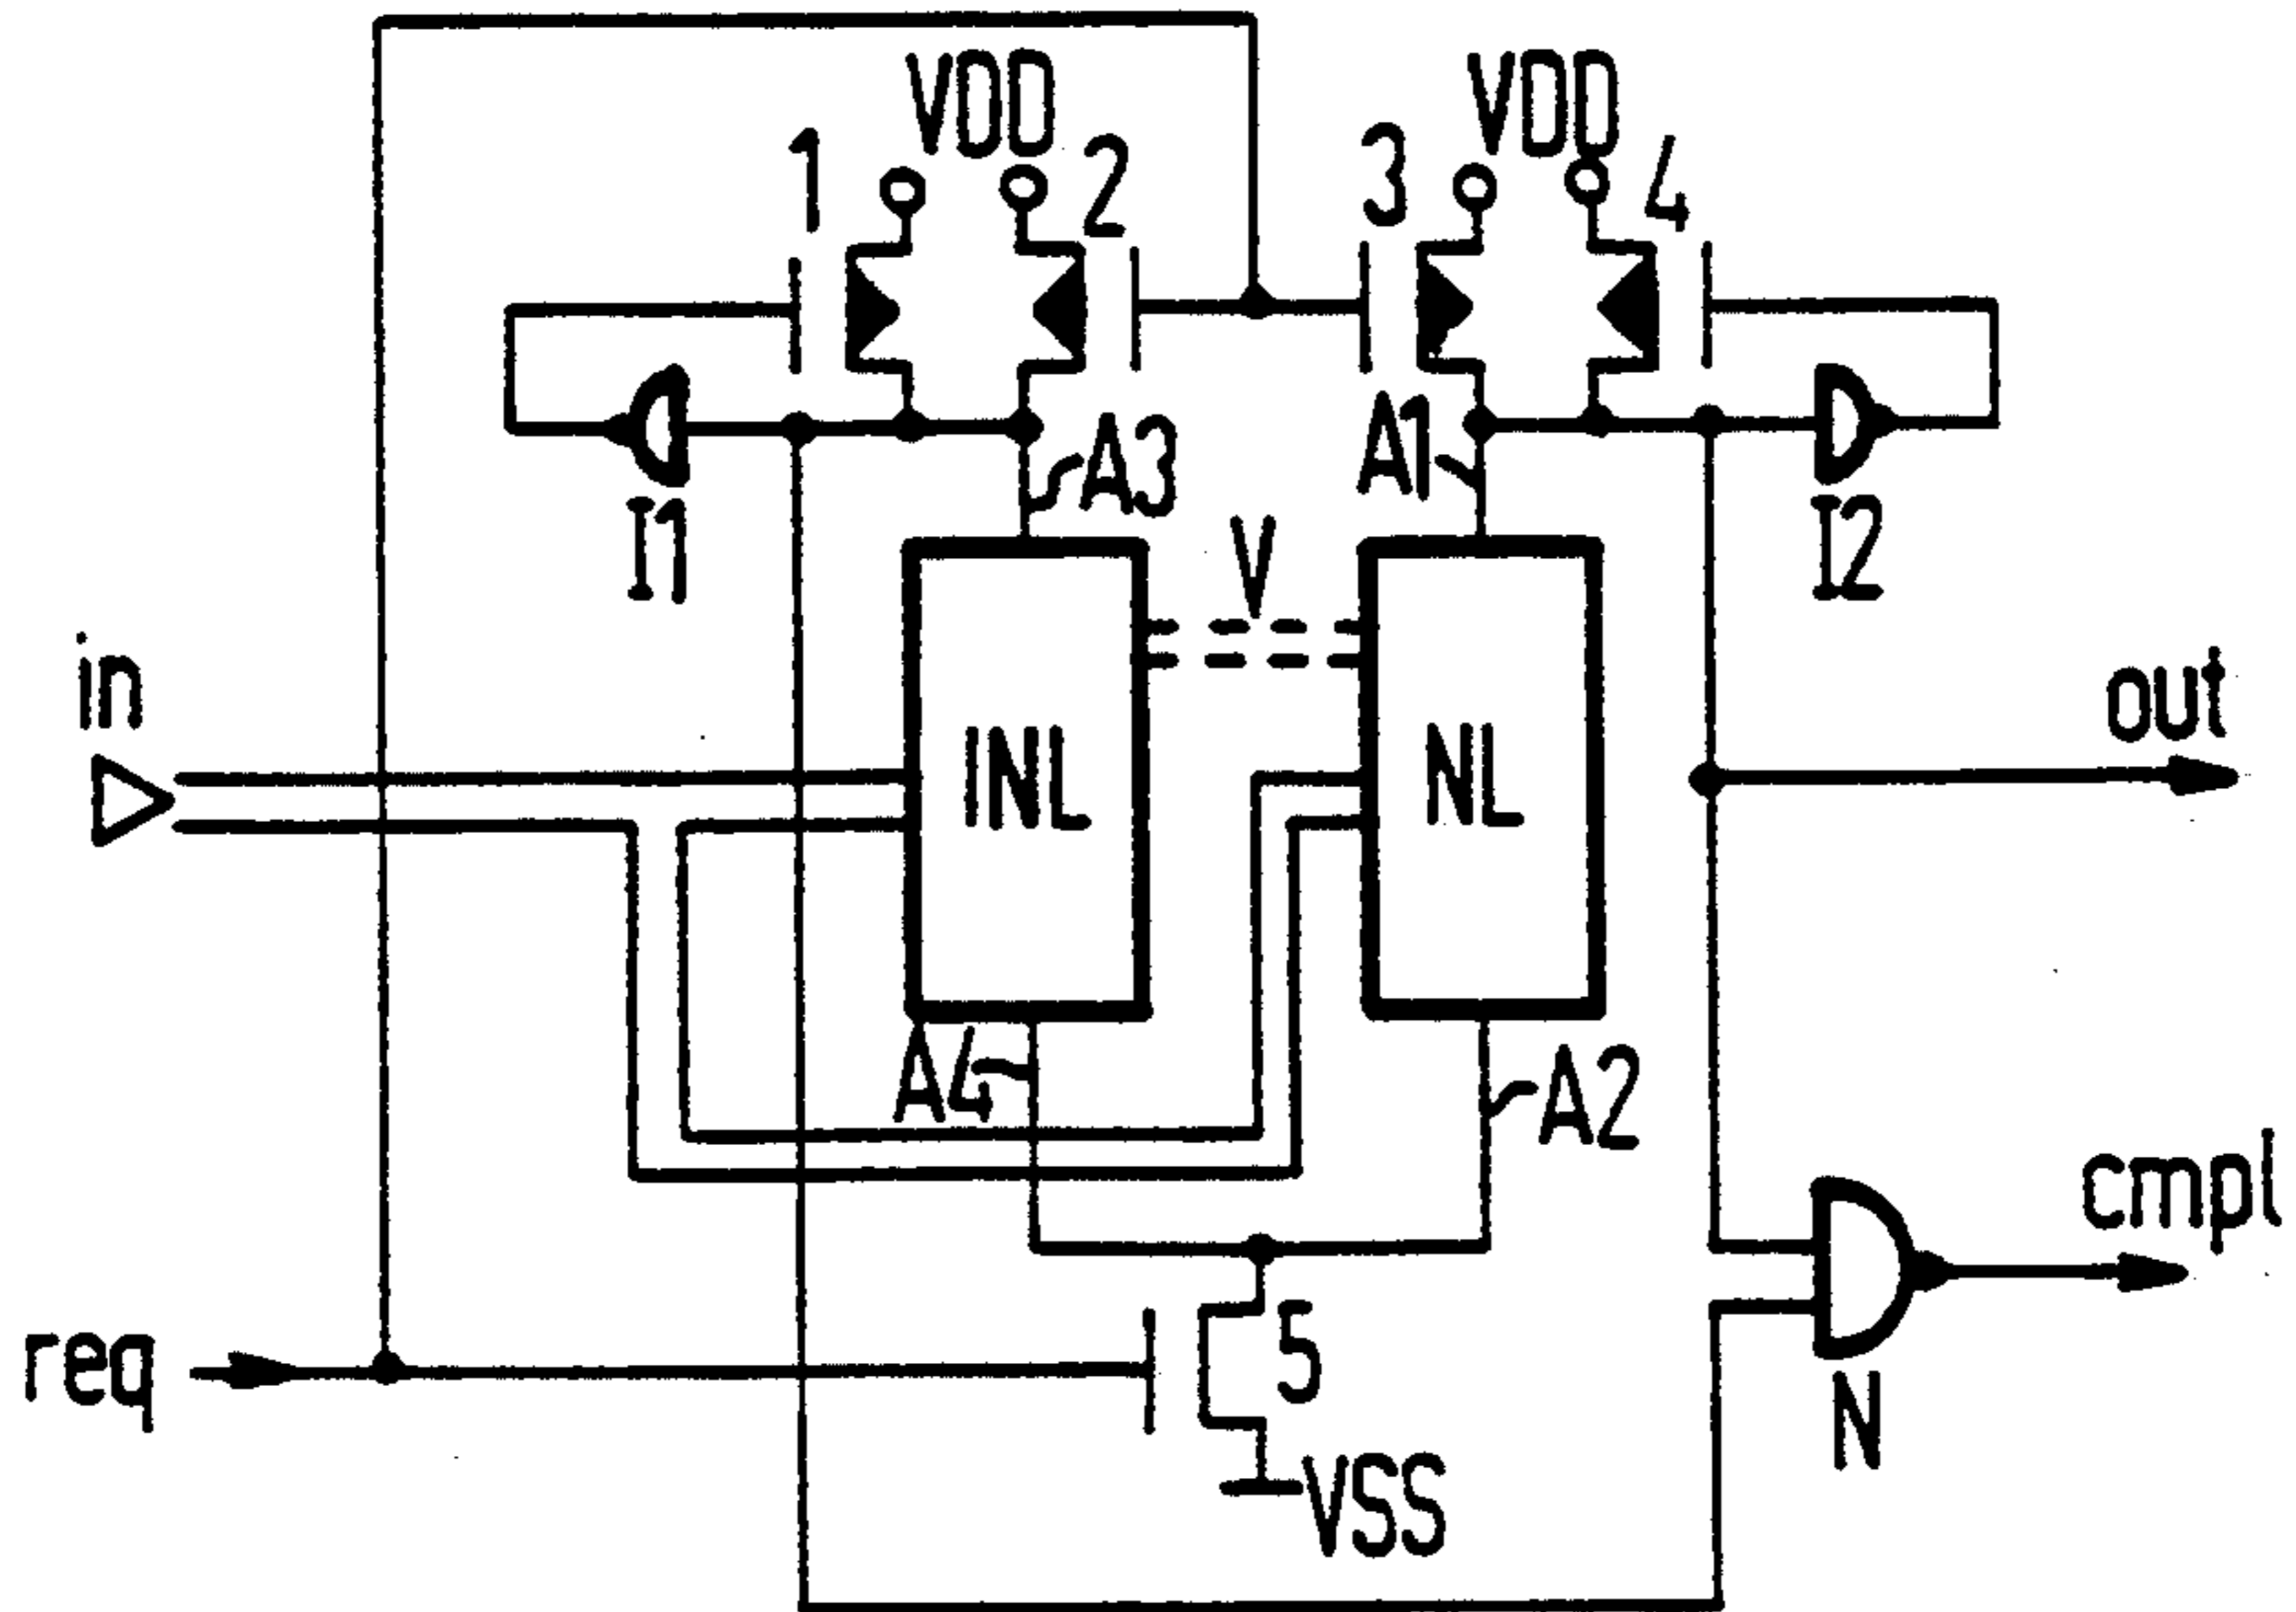 VDD VDD
1 2 3 4
A3 A1
I1 I2
V
in
out
INL NL
A4 A2
cmpl
req 5
N
VSS